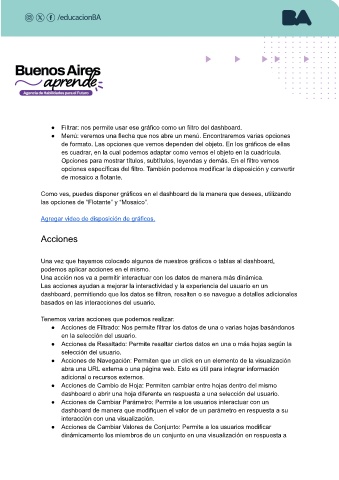 /educacionBA
BA
Buenos Aires
aprende
Agencia de Habilidades para el Futuro
● Filtrar: nos permite usar ese gráfico como un filtro del dashboard.
● Menú: veremos una flecha que nos abre un menú. Encontraremos varias opciones
de formato. Las opciones que vemos dependen del objeto. En los gráficos de ellas
es cuadrar, en la cual podemos adaptar como vemos el objeto en la cuadrícula.
Opciones para mostrar títulos, subtítulos, leyendas y demás. En el filtro vemos
opciones específicas del filtro. También podemos modificar la disposición y convertir
de mosaico a flotante.
Como ves, puedes disponer gráficos en el dashboard de la manera que desees, utilizando
las opciones de “Flotante” y “Mosaico”.
Agregar video de disposición de gráficos.
Acciones
Una vez que hayamos colocado algunos de nuestros gráficos o tablas al dashboard,
podemos aplicar acciones en el mismo.
Una acción nos va a permitir interactuar con los datos de manera más dinámica.
Las acciones ayudan a mejorar la interactividad y la experiencia del usuario en un
dashboard, permitiendo que los datos se filtren, resalten o se navegue a detalles adicionales
basados en las interacciones del usuario.
Tenemos varias acciones que podemos realizar:
● Acciones de Filtrado: Nos permite filtrar los datos de una o varias hojas basándonos
en la selección del usuario.
● Acciones de Resaltado: Permite resaltar ciertos datos en una o más hojas según la
selección del usuario.
● Acciones de Navegación: Permiten que un click en un elemento de la visualización
abra una URL externa o una página web. Esto es útil para integrar información
adicional o recursos externos.
● Acciones de Cambio de Hoja: Permiten cambiar entre hojas dentro del mismo
dashboard o abrir una hoja diferente en respuesta a una selección del usuario.
● Acciones de Cambiar Parámetro: Permite a los usuarios interactuar con un
dashboard de manera que modifiquen el valor de un parámetro en respuesta a su
interacción con una visualización.
● Acciones de Cambiar Valores de Conjunto: Permite a los usuarios modificar
dinámicamente los miembros de un conjunto en una visualización en respuesta a